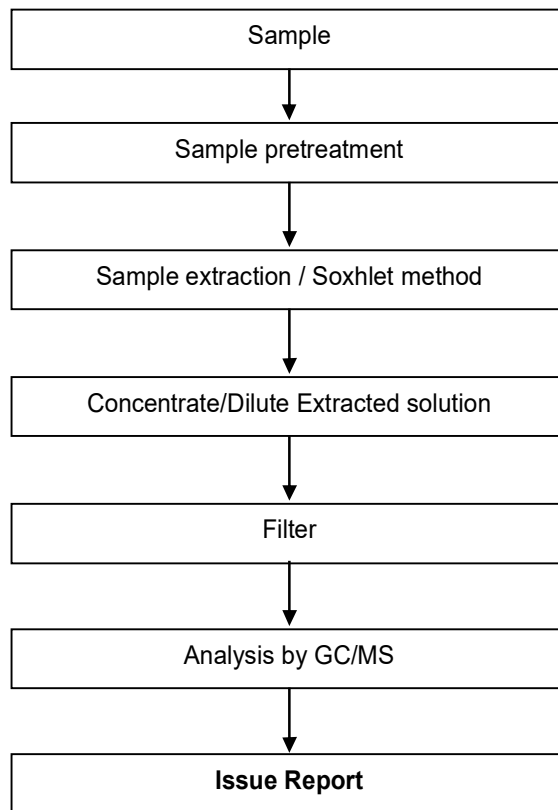 Sample
Sample pretreatment
Sample extraction / Soxhlet method
Concentrate/Dilute Extracted solution
Filter
Analysis by GC/MS
Issue Report